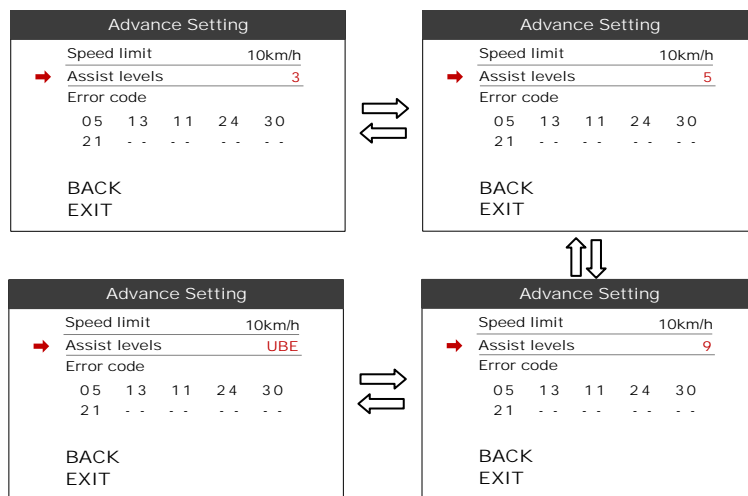 Advance Setting
Speed limit 10km/h
Assist levels 3
Error code
05 13 11 24 30
21 - - - - - - - -
BACK
EXIT
Advance Setting
Speed limit 10km/h
Assist levels 5
Error code
05 13 11 24 30
21 - - - - - - - -
BACK
EXIT
Advance Setting
Speed limit 10km/h
Assist levels UBE
Error code
05 13 11 24 30
21 - - - - - - - -
BACK
EXIT
Advance Setting
Speed limit 10km/h
Assist levels 9
Error code
05 13 11 24 30
21 - - - - - - - -
BACK
EXIT